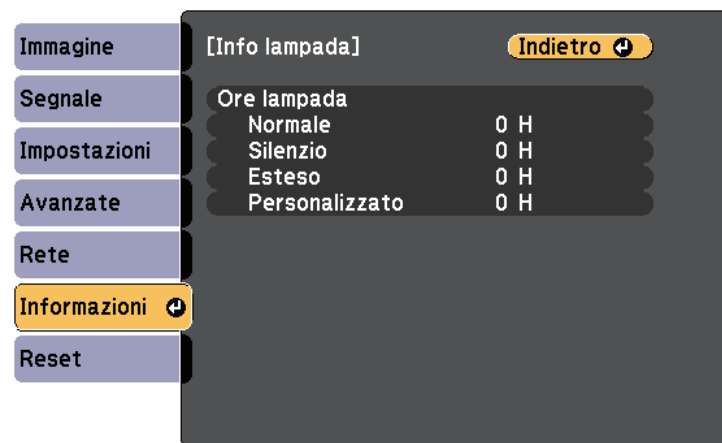 Immagine
Segnale
Impostazioni
Avanzate
Rete
Informazioni
Reset
[Info lampada] Indietro
Ore lampada
Normale 0 H
Silenzio 0 H
Esteso 0 H
Personalizzato 0 H